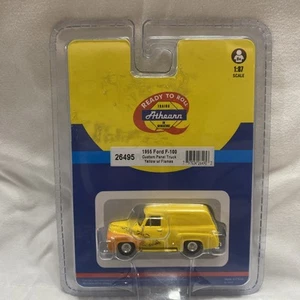 1:87
SCALE
READY TO ROLL
Athearn
26495
1955 Ford F-100
Custom Panel Truck
Yellow w/ Flames